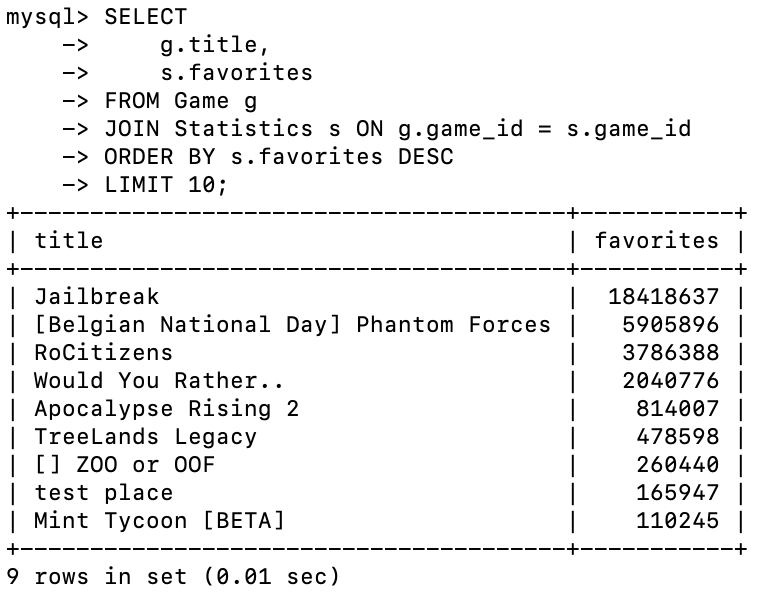 mysql> SELECT
    ->     g.title,
    ->     s.favorites
    -> FROM Game g
    -> JOIN Statistics s ON g.game_id = s.game_id
    -> ORDER BY s.favorites DESC
    -> LIMIT 10;
+---------------------------------------+-----------+
| title                                 | favorites |
+---------------------------------------+-----------+
| Jailbreak                             |  18418637 |
| [Belgian National Day] Phantom Forces |   5905896 |
| RoCitizens                            |   3786388 |
| Would You Rather..                    |   2040776 |
| Apocalypse Rising 2                   |    814007 |
| TreeLands Legacy                      |    478598 |
| [] ZOO or OOF                         |    260440 |
| test place                            |    165947 |
| Mint Tycoon [BETA]                    |    110245 |
+---------------------------------------+-----------+
9 rows in set (0.01 sec)